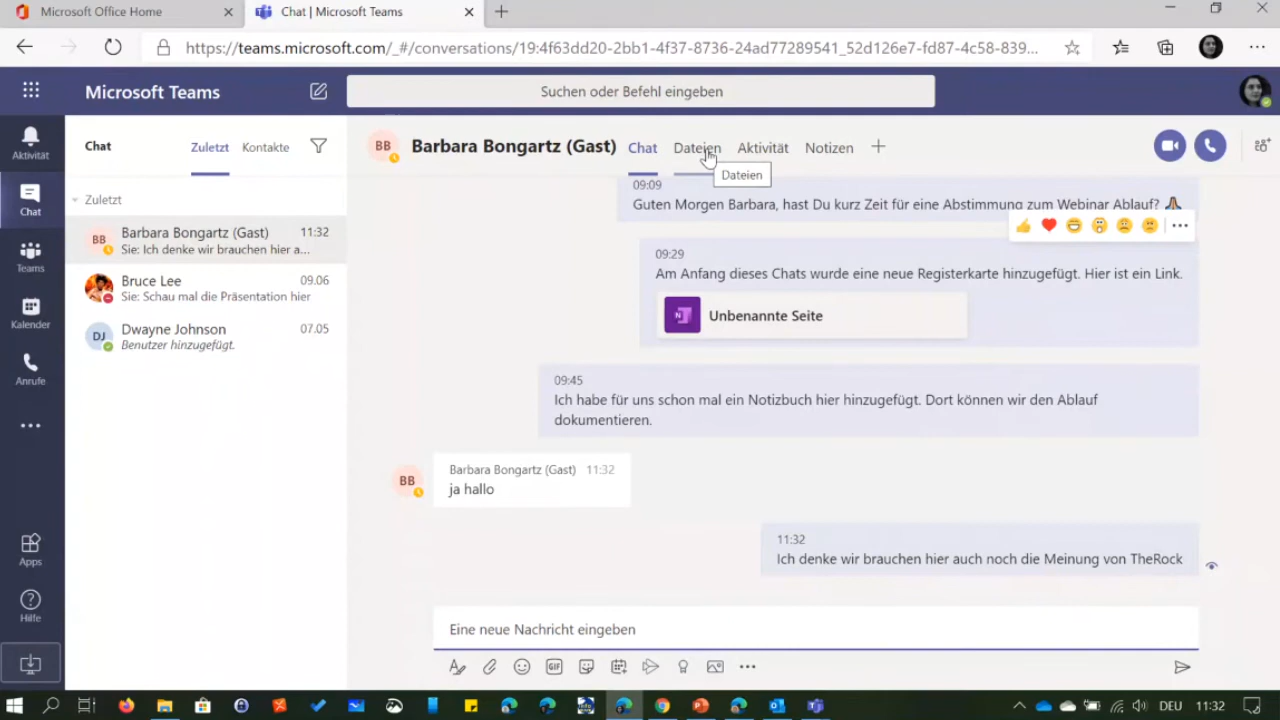 Microsoft Office Home
Chat | Microsoft Teams
https://teams.microsoft.com/_#/conversations/19:4f63dd20-2bb1-4f37-8736-24ad77289541_52d126e7-fd87-4c58-839...
Microsoft Teams
Suchen oder Befehl eingeben
Aktivität
Chat
Teams
Kalender
Anrufe
Apps
Hilfe
Chat
Zuletzt
Kontakte
Zuletzt
BB
Barbara Bongartz (Gast)
11:32
Sie: Ich denke wir brauchen hier a...
Bruce Lee
09.06
Sie: Schau mal die Präsentation hier
DJ
Dwayne Johnson
07.05
Benutzer hinzugefügt.
BB
Barbara Bongartz (Gast)
Chat
Dateien
Aktivität
Notizen
Dateien
09:09
Guten Morgen Barbara, hast Du kurz Zeit für eine Abstimmung zum Webinar Ablauf?
09:29
Am Anfang dieses Chats wurde eine neue Registerkarte hinzugefügt. Hier ist ein Link.
N
Unbenannte Seite
09:45
Ich habe für uns schon mal ein Notizbuch hier hinzugefügt. Dort können wir den Ablauf
dokumentieren.
BB
Barbara Bongartz (Gast)
11:32
ja hallo
11:32
Ich denke wir brauchen hier auch noch die Meinung von TheRock
Eine neue Nachricht eingeben
GIF
DEU
11:32